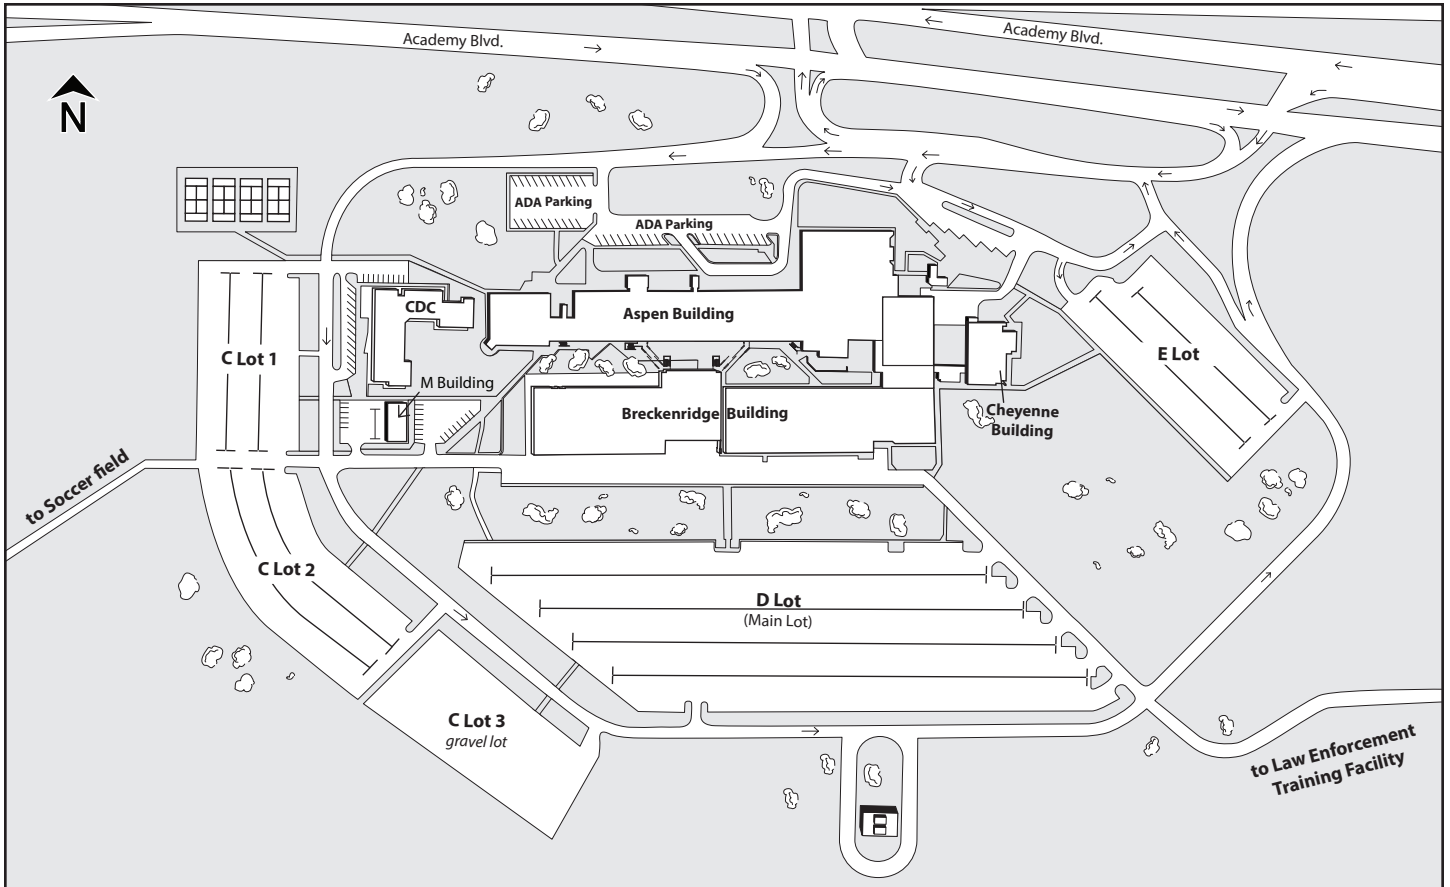 Academy Blvd.
Academy Blvd.
N
ADA Parking
ADA Parking
CDC
Aspen Building
C Lot 1
E Lot
M Building
Breckenridge Building
Cheyenne
Building
to Soccer field
C Lot 2
D Lot
(Main Lot)
C Lot 3
gravel lot
to Law Enforcement
Training Facility